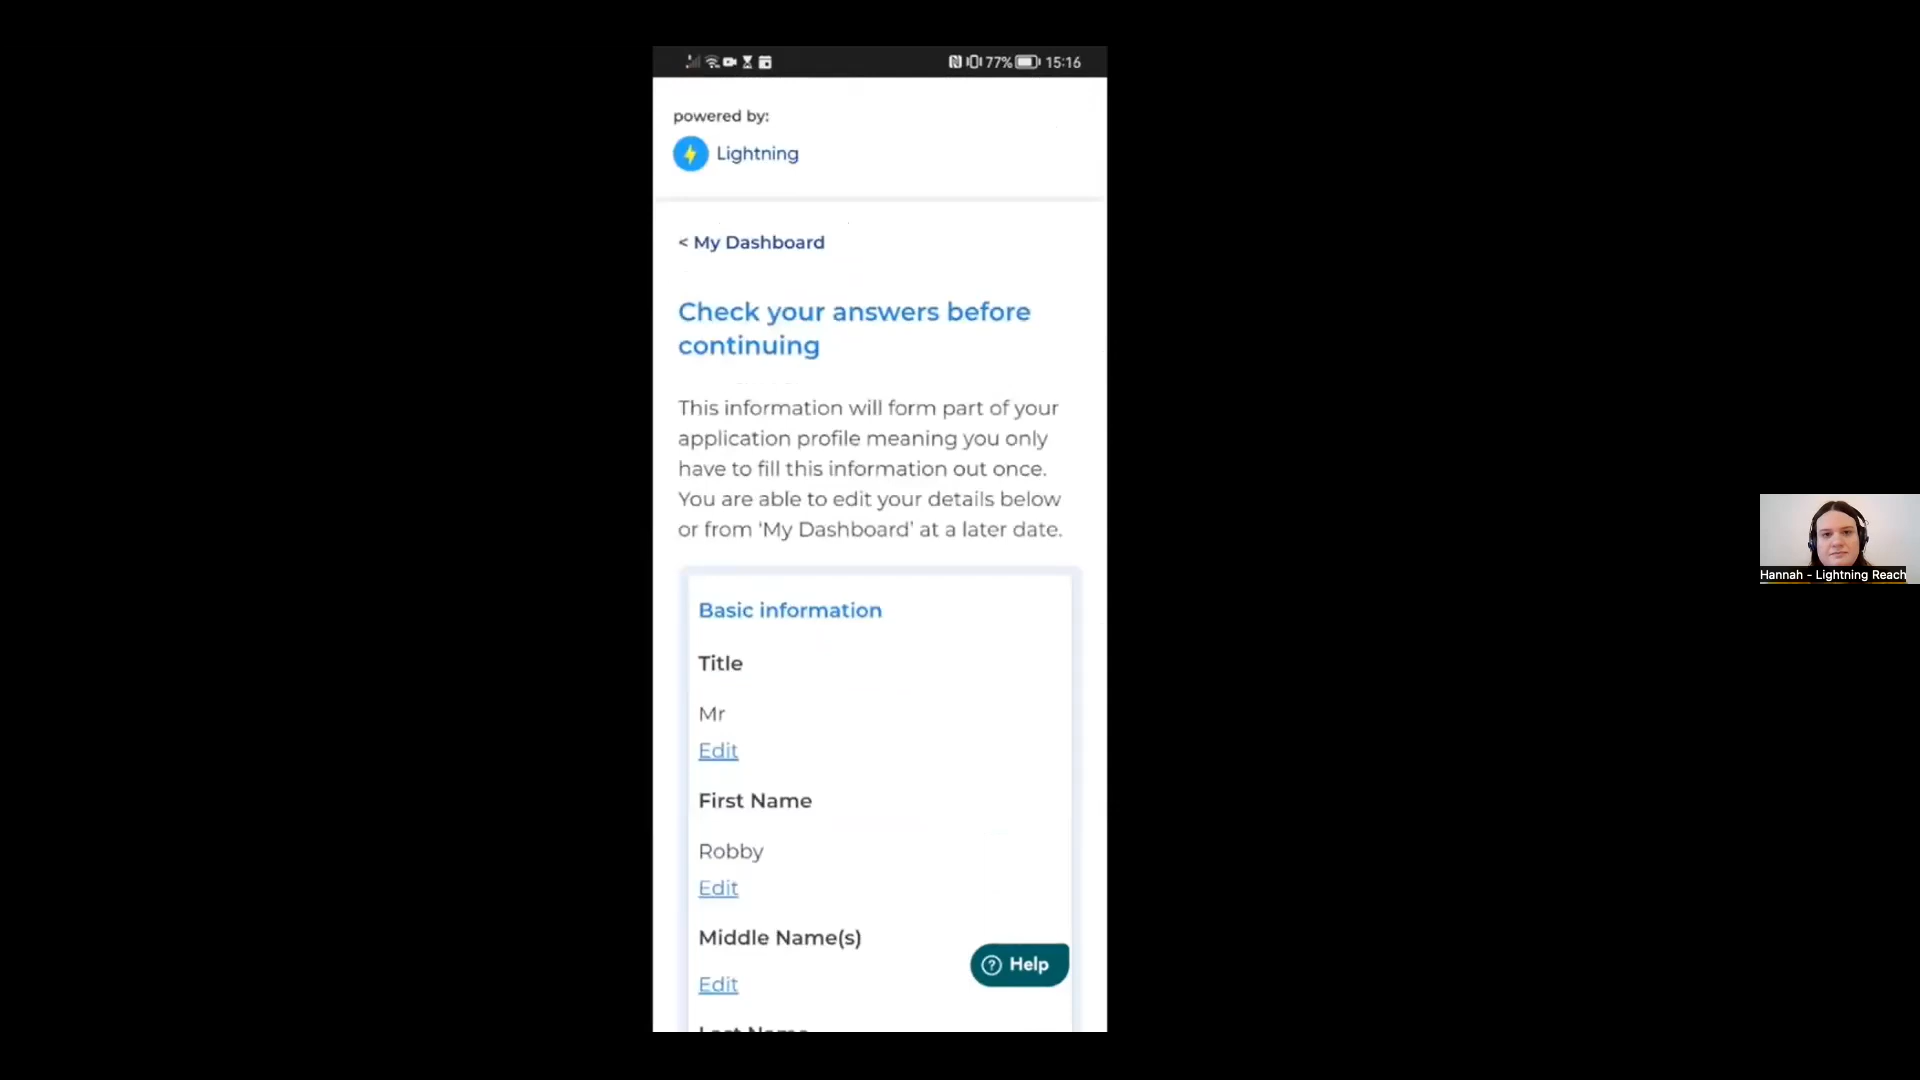 77% 15:16
powered by:
Lightning
< My Dashboard
Check your answers before
continuing
This information will form part of your
application profile meaning you only
have to fill this information out once.
You are able to edit your details below
or from ‘My Dashboard’ at a later date.
Basic information
Title
Mr
Edit
First Name
Robby
Edit
Middle Name(s)
Edit
Help
Last Name
Hannah - Lightning Reach